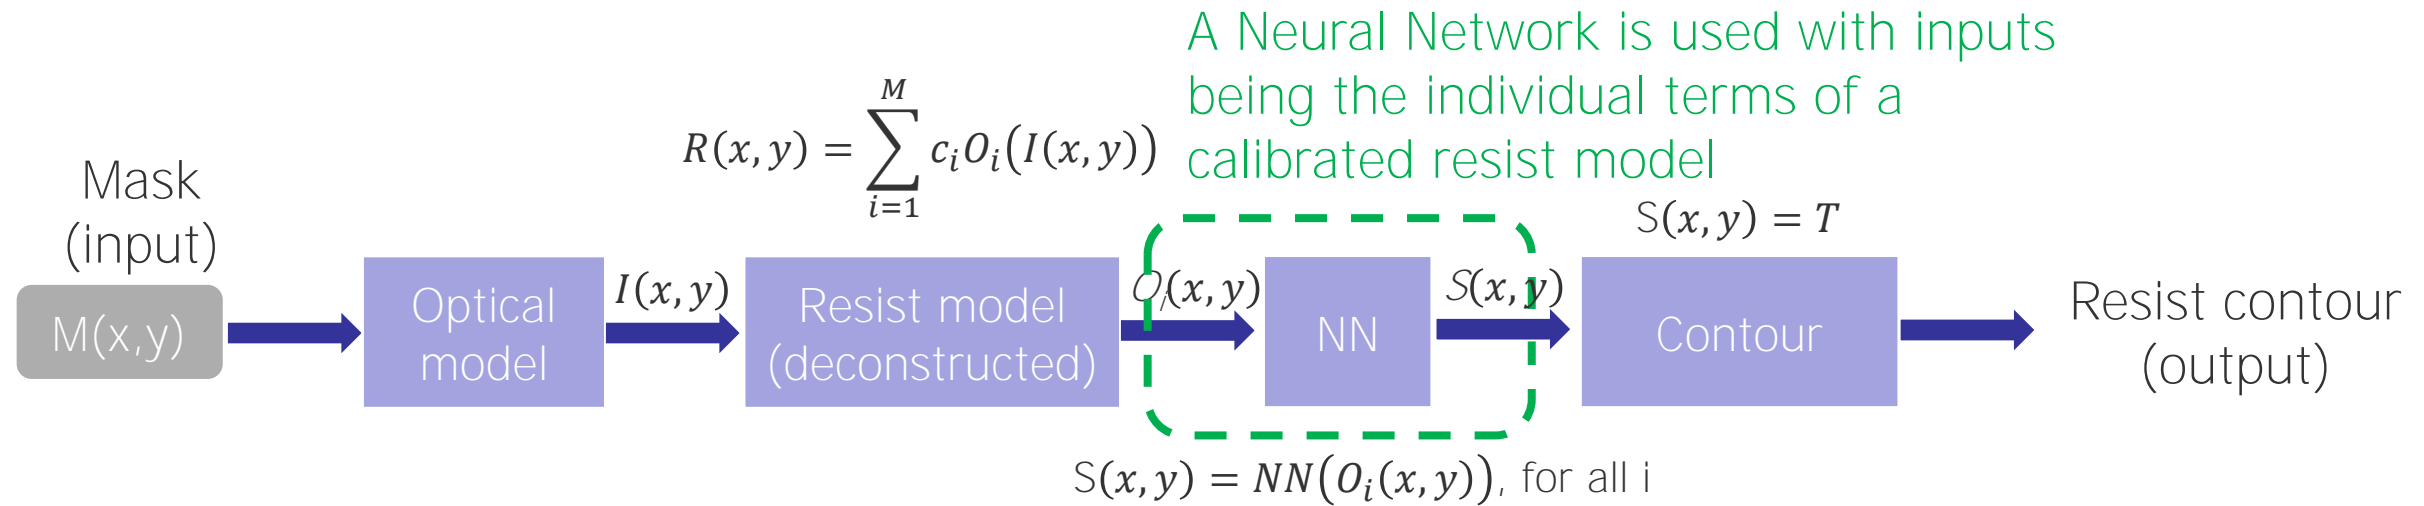 A Neural Network is used with inputs
being the individual terms of a
calibrated resist model
R(x, y) = \sum_{i=1}^{M} c_i O_i(I(x, y))
Mask
(input)
S(x, y) = T
M(x,y)
Optical
model
I(x, y)
Resist model
(deconstructed)
O_i(x, y)
NN
S(x, y)
Contour
Resist contour
(output)
S(x, y) = NN(O_i(x, y)), for all i